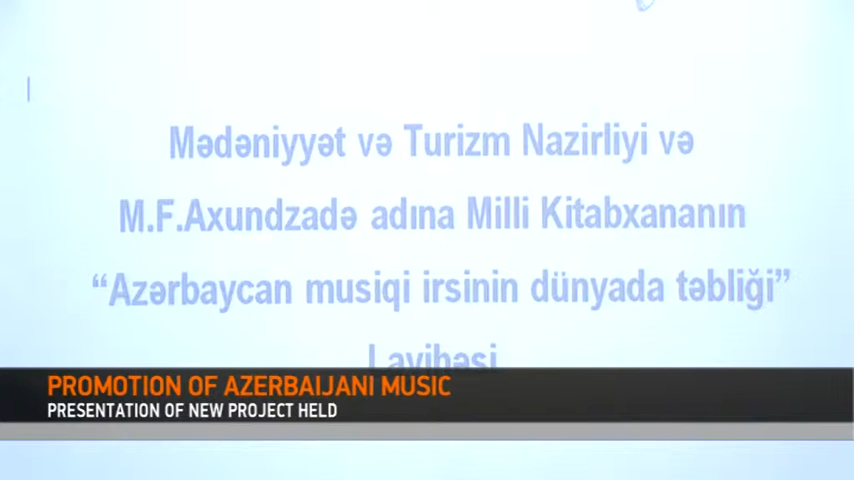 Mədəniyyət və Turizm Nazirliyi və
M.F.Axundzadə adına Milli Kitabxananın
“Azərbaycan musiqi irsinin dünyada təbliği”
Layihəsi
PROMOTION OF AZERBAIJANI MUSIC
PRESENTATION OF NEW PROJECT HELD